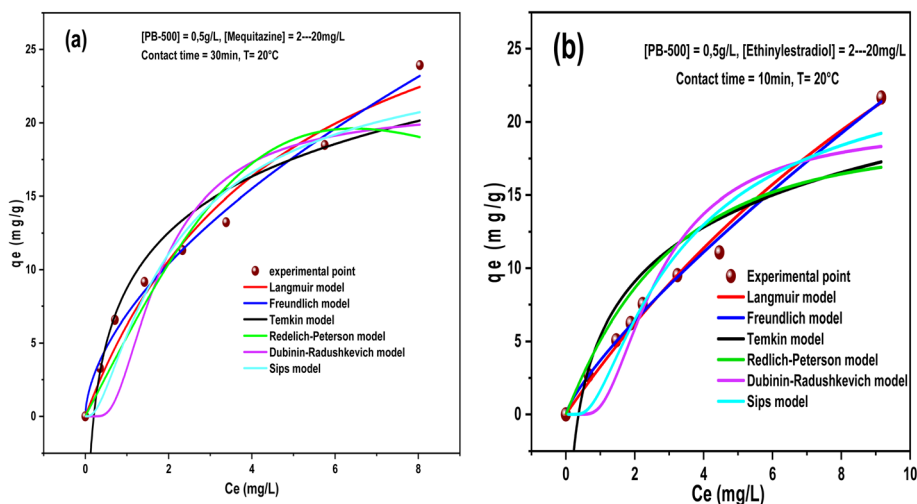 (a)
[PB-500] = 0,5g/L, [Mequitazine] = 2---20mg/L
Contact time = 30min, T= 20°C
25
20
15
10
5
0
qe (mg/g)
experimental point
Langmuir model
Freundlich model
Temkin model
Redelich-Peterson model
Dubinin-Radushkevich model
Sips model
0 2 4 6 8
Ce (mg/L)
(b)
[PB-500] = 0,5g/L, [Ethinylestradiol] = 2---20mg/L
Contact time = 10min, T= 20°C
25
20
15
10
5
0
qe (mg/g)
Experimental point
Langmuir model
Freundlich model
Temkin model
Redlich-Peterson model
Dubinin-Radushkevich model
Sips model
0 2 4 6 8 10
Ce (mg/L)